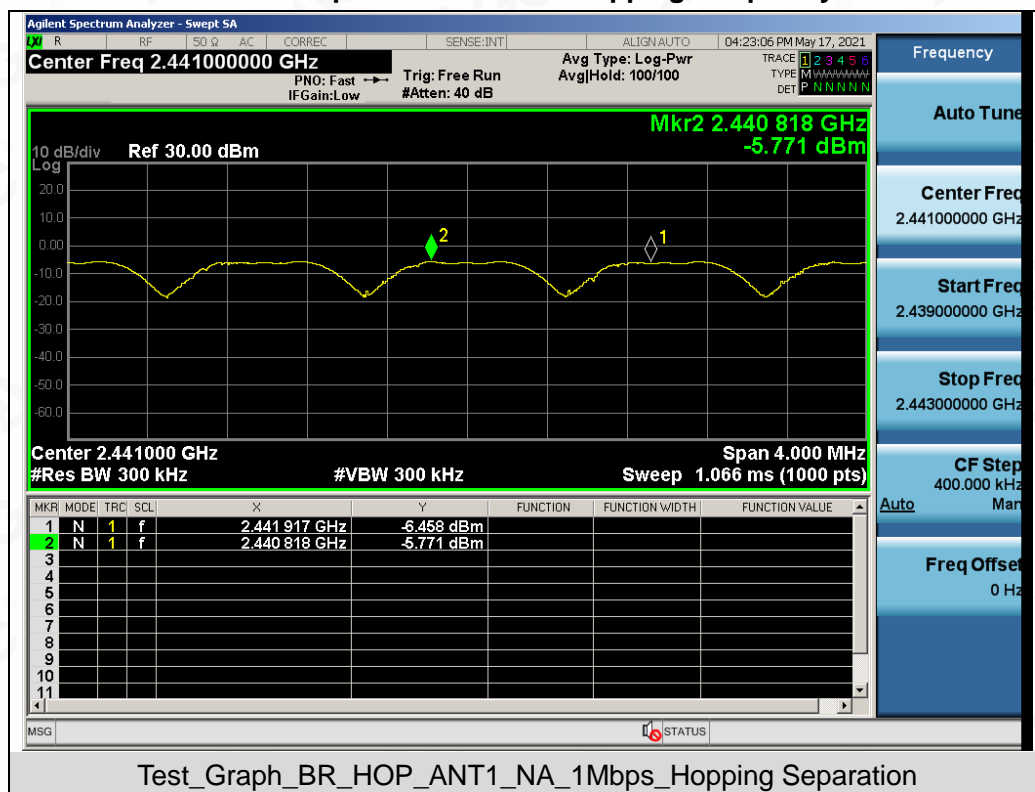 Agilent Spectrum Analyzer - Swept SA
LXI R RF 50 Ω AC CORREC SENSE:INT ALIGN AUTO 04:23:06 PM May 17, 2021
Center Freq 2.441000000 GHz
PNO: Fast
IFGain:Low
Trig: Free Run
#Atten: 40 dB
Avg Type: Log-Pwr
Avg|Hold: 100/100
TRACE 1 2 3 4 5 6
TYPE M WWWWW
DET P N N N N N
Mkr2 2.440 818 GHz
-5.771 dBm
10 dB/div Ref 30.00 dBm
Log
20.0
10.0
0.00
-10.0
-20.0
-30.0
-40.0
-50.0
-60.0
2
1
Center 2.441000 GHz Span 4.000 MHz
#Res BW 300 kHz #VBW 300 kHz Sweep 1.066 ms (1000 pts)
MKR MODE TRC SCL X Y FUNCTION FUNCTION WIDTH FUNCTION VALUE
1 N 1 f 2.441 917 GHz -6.458 dBm
2 N 1 f 2.440 818 GHz -5.771 dBm
3
4
5
6
7
8
9
10
11
MSG STATUS
Frequency
Auto Tune
Center Freq
2.441000000 GHz
Start Freq
2.439000000 GHz
Stop Freq
2.443000000 GHz
CF Step
400.000 kHz
Auto Man
Freq Offset
0 Hz
Test_Graph_BR_HOP_ANT1_NA_1Mbps_Hopping Separation